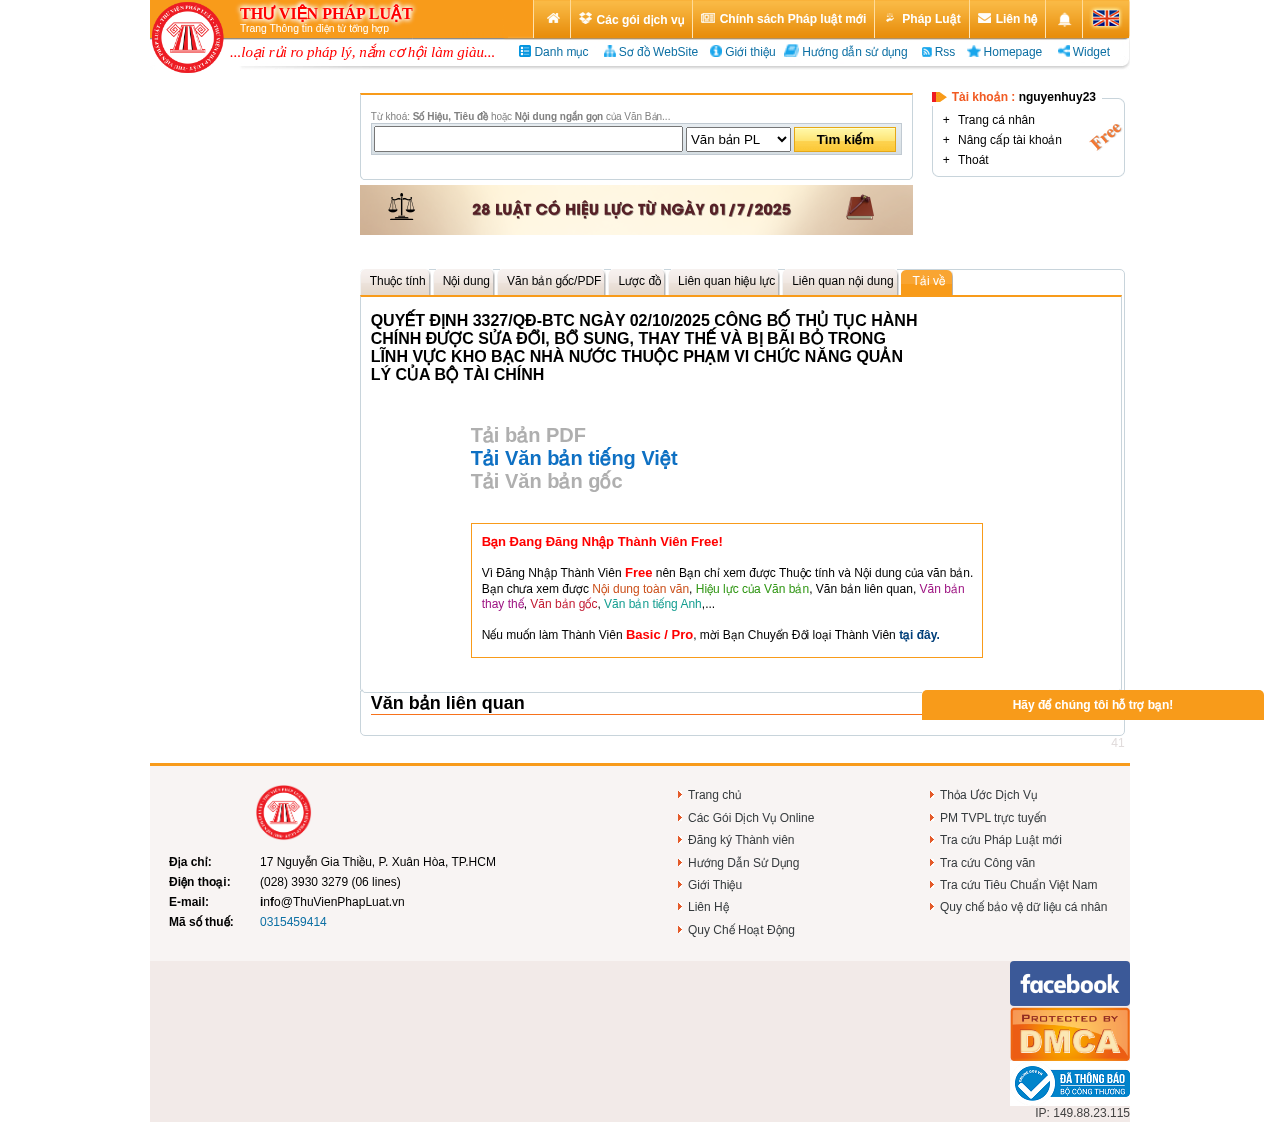 THƯ VIỆN PHÁP LUẬT
Trang Thông tin điện tử tổng hợp
Các gói dịch vụ
Chính sách Pháp luật mới
Pháp Luật
Liên hệ
...loại rủi ro pháp lý, nắm cơ hội làm giàu...
Danh mục
Sơ đồ WebSite
Giới thiệu
Hướng dẫn sử dụng
Rss
Homepage
Widget
Từ khoá: Số Hiệu, Tiêu đề hoặc Nội dung ngắn gọn của Văn Bản...
Văn bản PL
Tìm kiếm
Tài khoản : nguyenhuy23
+ Trang cá nhân
+ Nâng cấp tài khoản
+ Thoát
Free
28 LUẬT CÓ HIỆU LỰC TỪ NGÀY 01/7/2025
Thuộc tính
Nội dung
Văn bản gốc/PDF
Lược đồ
Liên quan hiệu lực
Liên quan nội dung
Tải về
QUYẾT ĐỊNH 3327/QĐ-BTC NGÀY 02/10/2025 CÔNG BỐ THỦ TỤC HÀNH
CHÍNH ĐƯỢC SỬA ĐỔI, BỔ SUNG, THAY THẾ VÀ BỊ BÃI BỎ TRONG
LĨNH VỰC KHO BẠC NHÀ NƯỚC THUỘC PHẠM VI CHỨC NĂNG QUẢN
LÝ CỦA BỘ TÀI CHÍNH
Tải bản PDF
Tải Văn bản tiếng Việt
Tải Văn bản gốc
Bạn Đang Đăng Nhập Thành Viên Free!
Vì Đăng Nhập Thành Viên Free nên Bạn chỉ xem được Thuộc tính và Nội dung của văn bản.
Bạn chưa xem được Nội dung toàn văn, Hiệu lực của Văn bản, Văn bản liên quan, Văn bản
thay thế, Văn bản gốc, Văn bản tiếng Anh,...
Nếu muốn làm Thành Viên Basic / Pro, mời Bạn Chuyển Đổi loại Thành Viên tại đây.
Văn bản liên quan
Hãy để chúng tôi hỗ trợ bạn!
41
Địa chỉ: 17 Nguyễn Gia Thiều, P. Xuân Hòa, TP.HCM
Điện thoại: (028) 3930 3279 (06 lines)
E-mail: info@ThuVienPhapLuat.vn
Mã số thuế: 0315459414
Trang chủ
Các Gói Dịch Vụ Online
Đăng ký Thành viên
Hướng Dẫn Sử Dụng
Giới Thiệu
Liên Hệ
Quy Chế Hoạt Động
Thỏa Ước Dịch Vụ
PM TVPL trực tuyến
Tra cứu Pháp Luật mới
Tra cứu Công văn
Tra cứu Tiêu Chuẩn Việt Nam
Quy chế bảo vệ dữ liệu cá nhân
facebook
PROTECTED BY
DMCA
ĐÃ THÔNG BÁO
BỘ CÔNG THƯƠNG
IP: 149.88.23.115